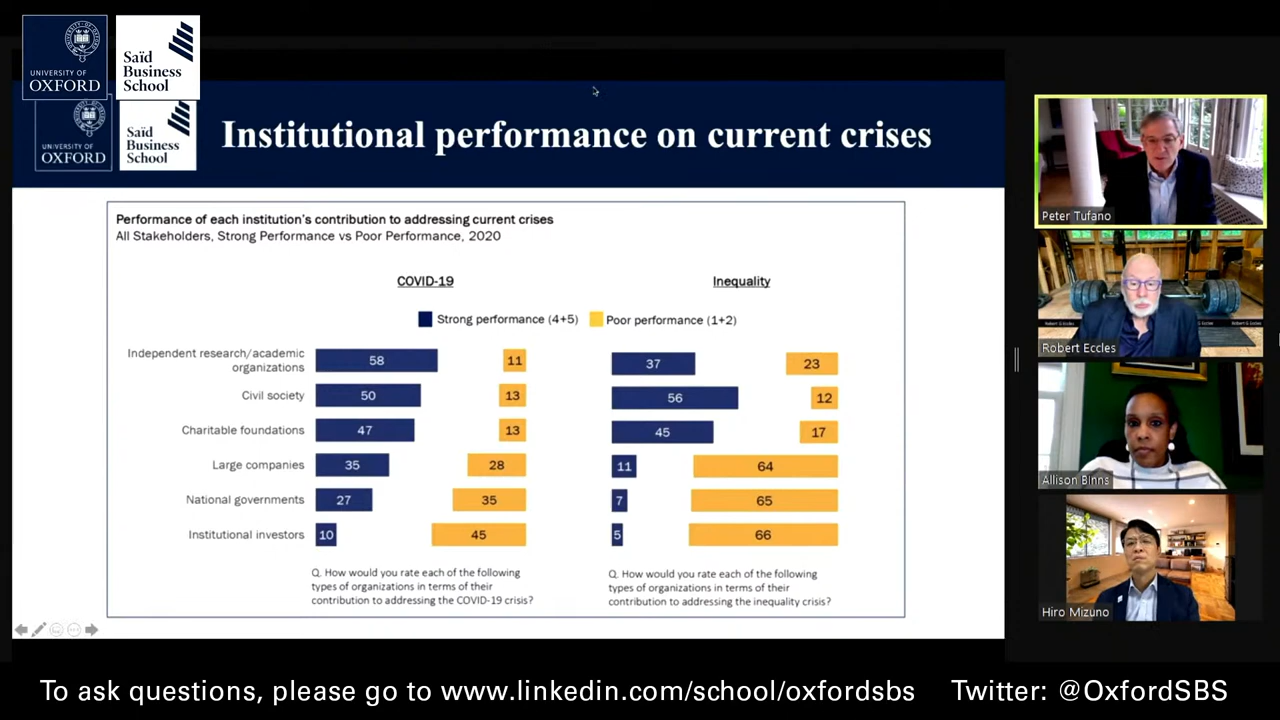 UNIVERSITY OF
OXFORD
Saïd
Business
School
UNIVERSITY OF
OXFORD
Saïd
Business
School
Institutional performance on current crises
Performance of each institution's contribution to addressing current crises
All Stakeholders, Strong Performance vs Poor Performance, 2020
COVID-19
Inequality
Strong performance (4+5)
Poor performance (1+2)
Independent research/academic
organizations
58
11
37
23
Civil society
50
13
56
12
Charitable foundations
47
13
45
17
Large companies
35
28
11
64
National governments
27
35
7
65
Institutional investors
10
45
5
66
Q. How would you rate each of the following
types of organizations in terms of their
contribution to addressing the COVID-19 crisis?
Q. How would you rate each of the following
types of organizations in terms of their
contribution to addressing the inequality crisis?
Peter Tufano
Robert Eccles
Allison Binns
Hiro Mizuno
To ask questions, please go to www.linkedin.com/school/oxfordsbs
Twitter: @OxfordSBS